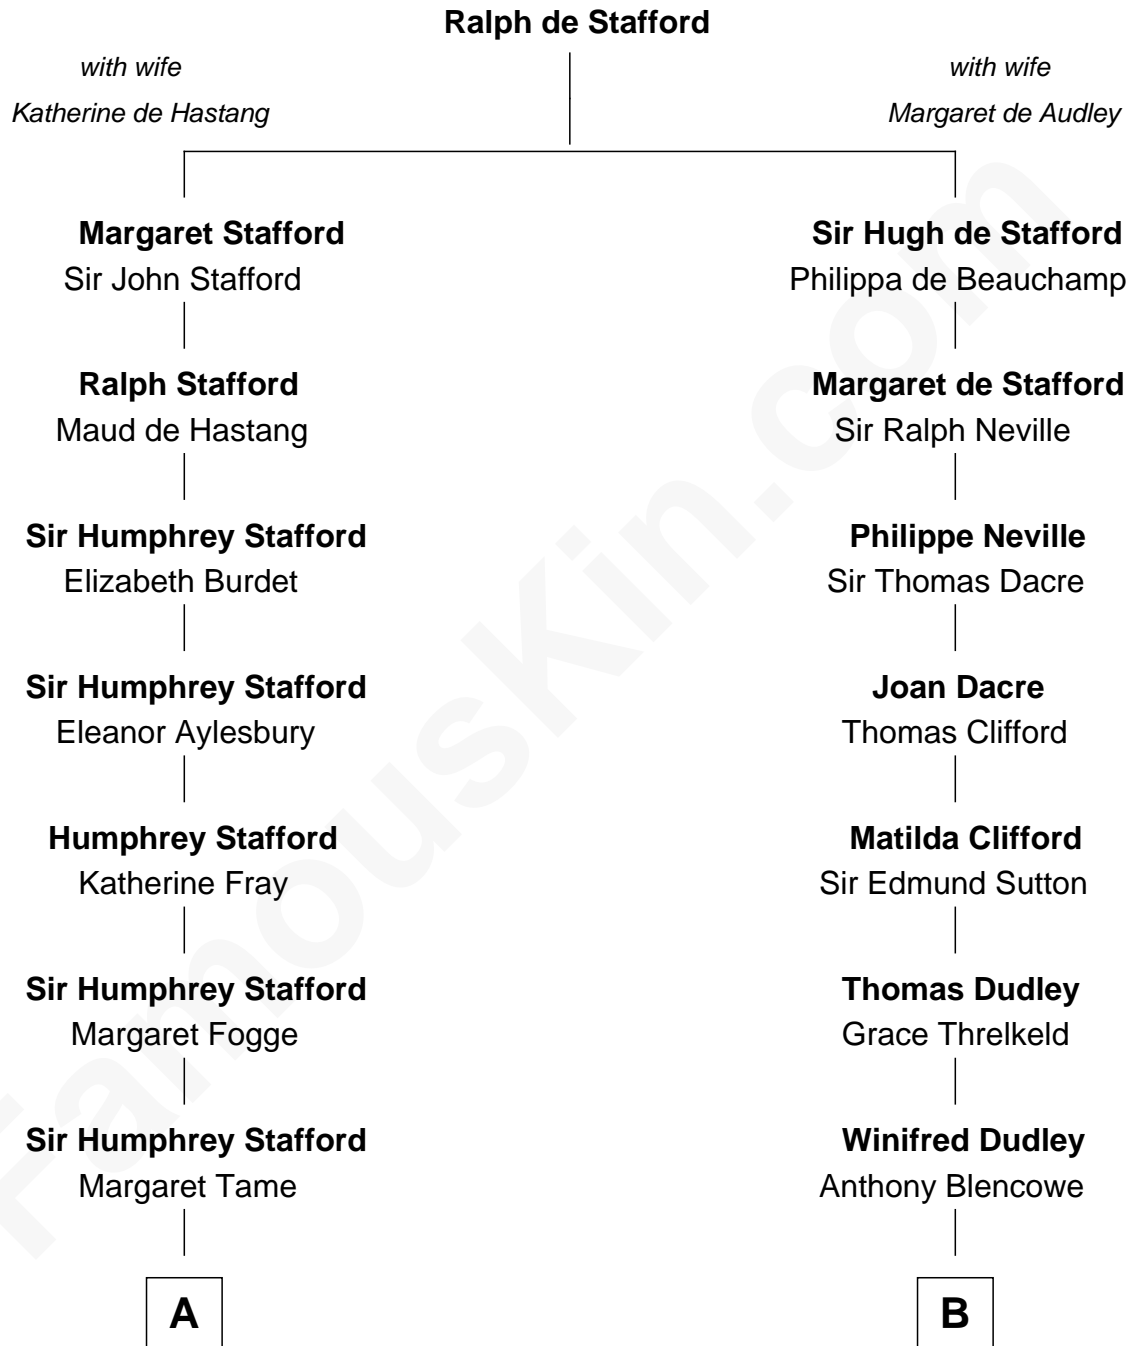 Ralph de Stafford
with wife
Katherine de Hastang
with wife
Margaret de Audley
Margaret Stafford
Sir John Stafford
Sir Hugh de Stafford
Philippa de Beauchamp
Ralph Stafford
Maud de Hastang
Margaret de Stafford
Sir Ralph Neville
Sir Humphrey Stafford
Elizabeth Burdet
Philippe Neville
Sir Thomas Dacre
Sir Humphrey Stafford
Eleanor Aylesbury
Joan Dacre
Thomas Clifford
Humphrey Stafford
Katherine Fray
Matilda Clifford
Sir Edmund Sutton
Sir Humphrey Stafford
Margaret Fogge
Thomas Dudley
Grace Threlkeld
Sir Humphrey Stafford
Margaret Tame
Winifred Dudley
Anthony Blencowe
A
B
FamousKin.com